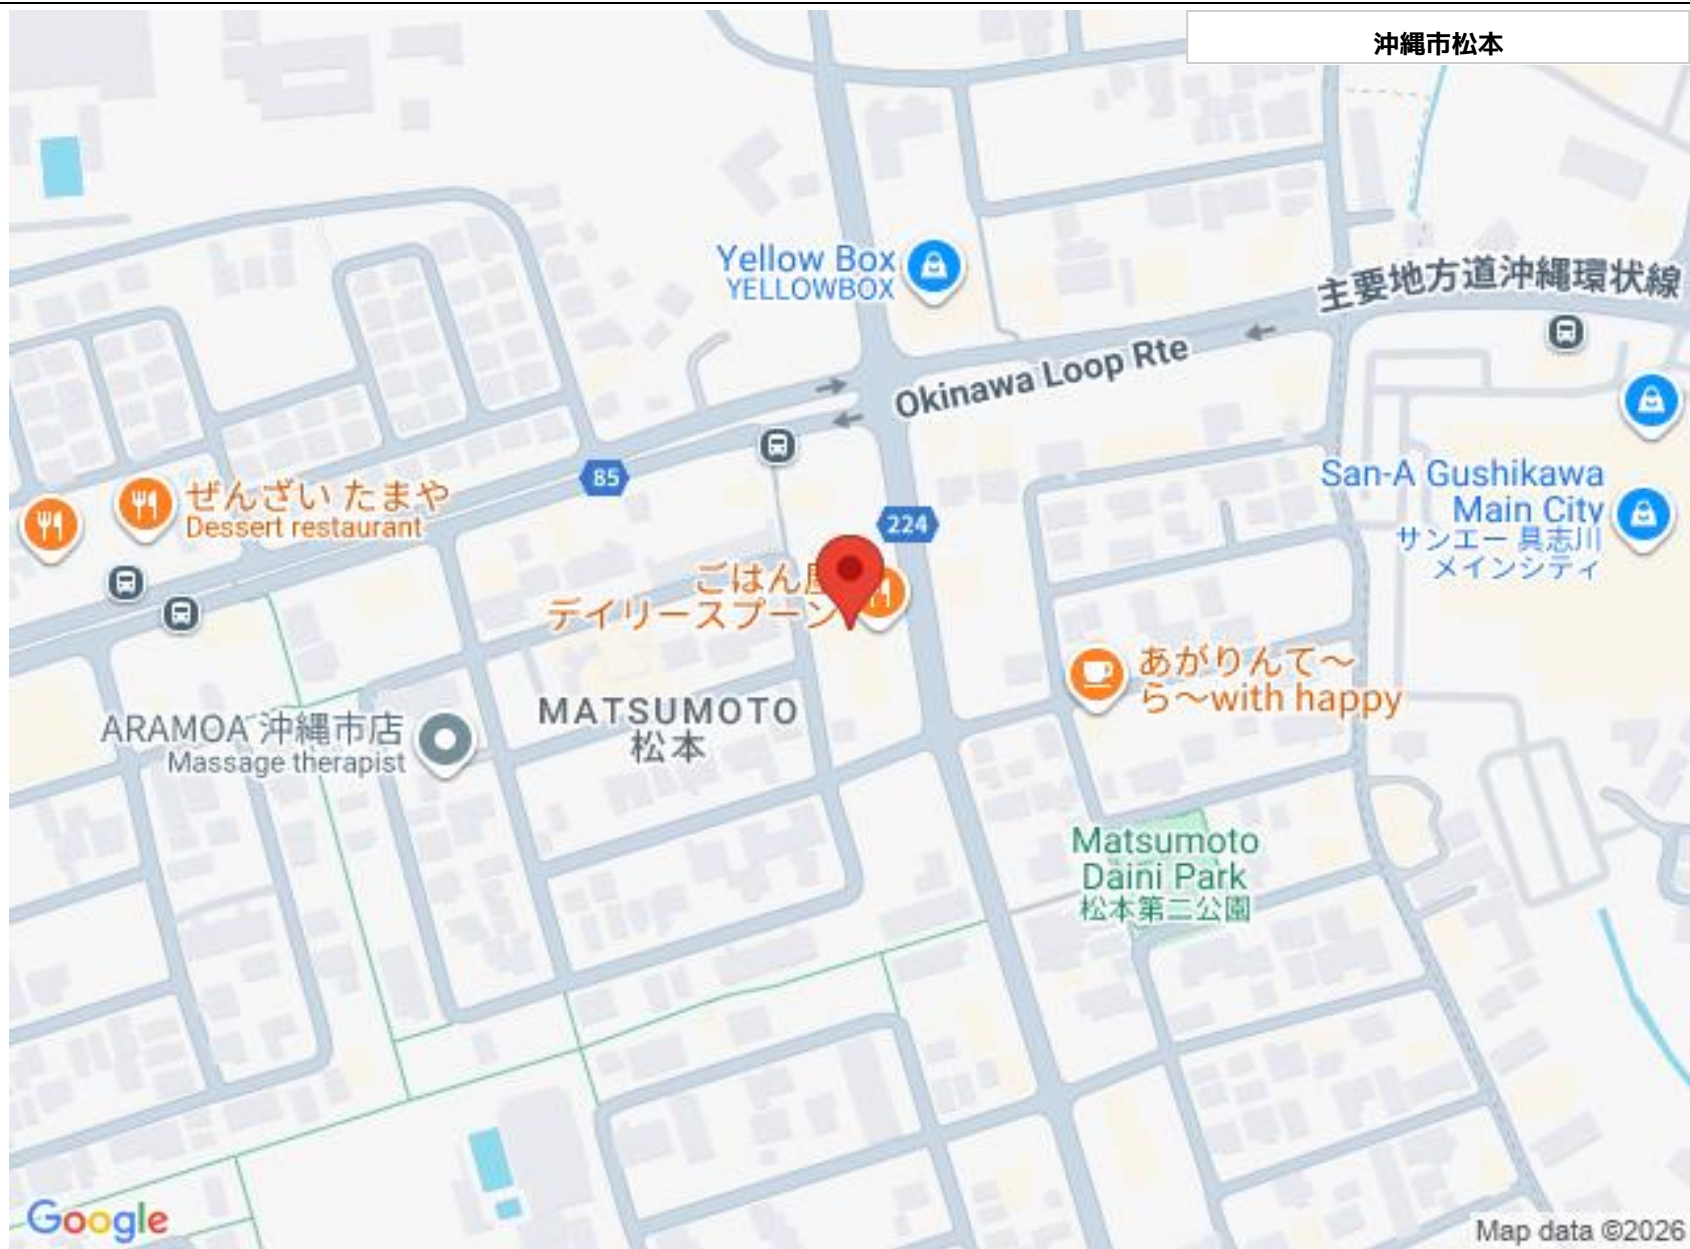 沖縄市松本
Yellow Box
YELLOWBOX
主要地方道沖縄環状線
Okinawa Loop Rte
85
ぜんざい たまや
Dessert restaurant
224
San-A Gushikawa
Main City
サンエー 具志川
メインシティ
ごはん屋
デイリースプーン
あがりんて～
ら～with happy
MATSUMOTO
松本
ARAMOA 沖縄市店
Massage therapist
Matsumoto
Daini Park
松本第二公園
Google
Map data ©2026